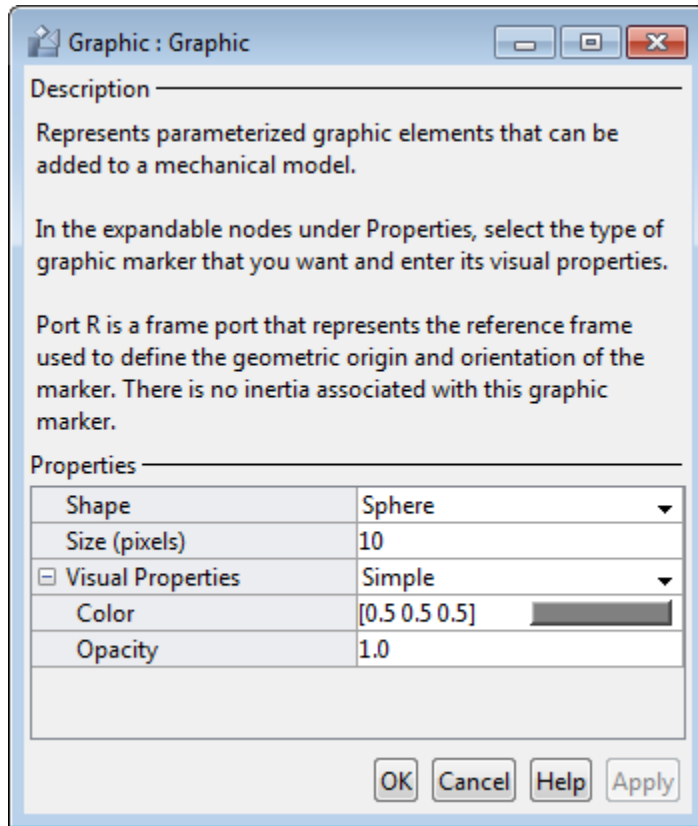 Graphic : Graphic
Description
Represents parameterized graphic elements that can be
added to a mechanical model.
In the expandable nodes under Properties, select the type of
graphic marker that you want and enter its visual properties.
Port R is a frame port that represents the reference frame
used to define the geometric origin and orientation of the
marker. There is no inertia associated with this graphic
marker.
Properties
Shape Sphere
Size (pixels) 10
Visual Properties Simple
Color [0.5 0.5 0.5]
Opacity 1.0
OK Cancel Help Apply